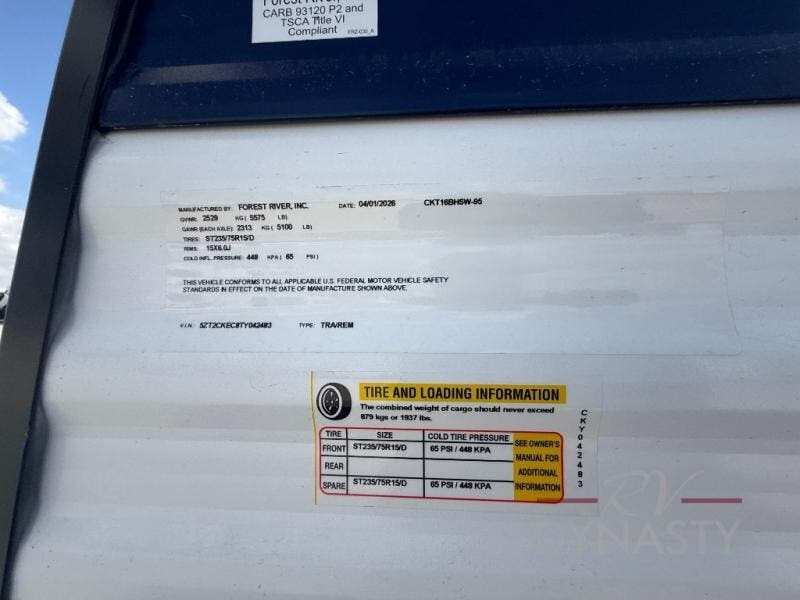 Forest River,
CARB 93120 P2 and
TSCA Title VI
Compliant
FRZ-030_A
MANUFACTURED BY: FOREST RIVER, INC. DATE: 04/01/2026 CKT16BHSW-95
GVWR: 2529 KG ( 5575 LB)
GAWR (EACH AXLE): 2313 KG ( 5100 LB)
TIRES: ST235/75R15/D
RIMS: 15X6.0J
COLD INFL. PRESSURE: 448 KPA ( 65 PSI )
THIS VEHICLE CONFORMS TO ALL APPLICABLE U.S. FEDERAL MOTOR VEHICLE SAFETY
STANDARDS IN EFFECT ON THE DATE OF MANUFACTURE SHOWN ABOVE.
V.I.N.: 5ZT2CKEC8TY042483 TYPE: TRA/REM
TIRE AND LOADING INFORMATION
The combined weight of cargo should never exceed
879 kgs or 1937 lbs.
TIRE SIZE COLD TIRE PRESSURE
FRONT ST235/75R15/D 65 PSI / 448 KPA
REAR
SPARE ST235/75R15/D 65 PSI / 448 KPA
SEE OWNER'S
MANUAL FOR
ADDITIONAL
INFORMATION
CKY042483
RV
DYNASTY